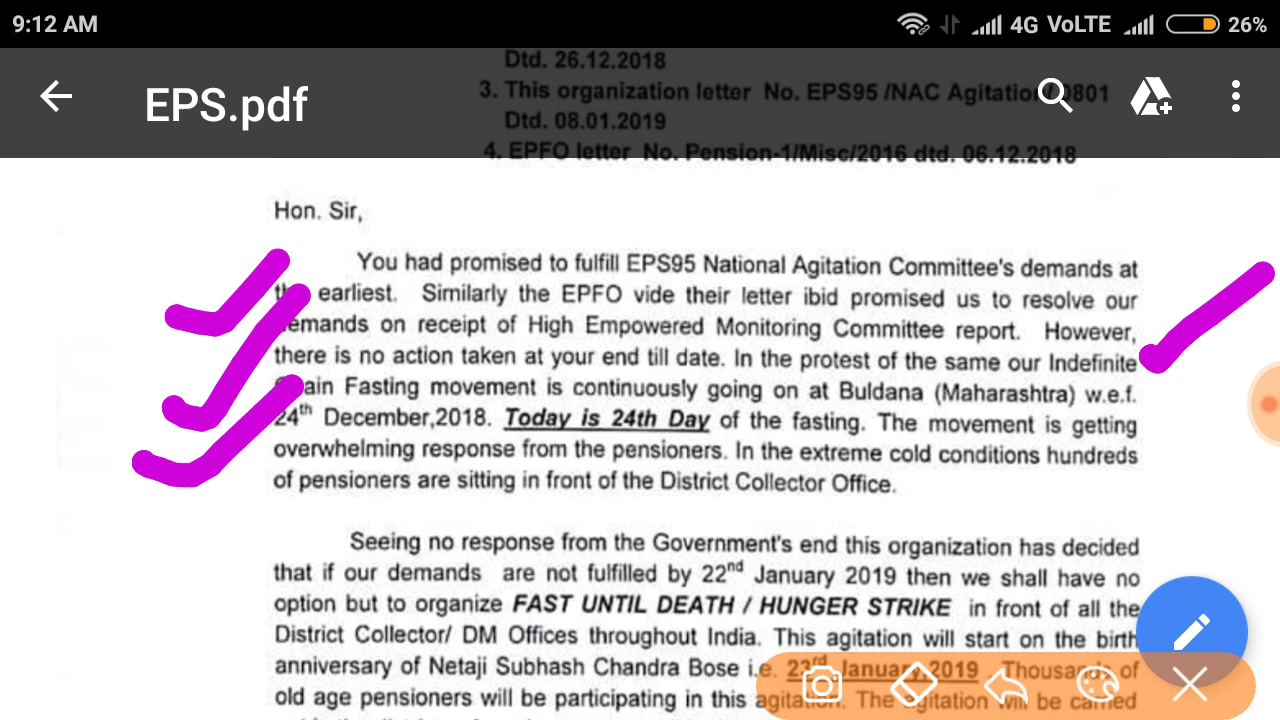 9:12 AM
4G VoLTE
26%
EPS.pdf
Dtd. 26.12.2018
3. This organization letter No. EPS95 /NAC Agitation/ 0801
Dtd. 08.01.2019
4. EPFO letter No. Pension-1/Misc/2016 dtd. 06.12.2018
Hon. Sir,
You had promised to fulfill EPS95 National Agitation Committee's demands at
the earliest. Similarly the EPFO vide their letter ibid promised us to resolve our
demands on receipt of High Empowered Monitoring Committee report. However,
there is no action taken at your end till date. In the protest of the same our Indefinite
Fasting movement is continuously going on at Buldana (Maharashtra) w.e.f.
24th December,2018. Today is 24th Day of the fasting. The movement is getting
overwhelming response from the pensioners. In the extreme cold conditions hundreds
of pensioners are sitting in front of the District Collector Office.
Seeing no response from the Government's end this organization has decided
that if our demands are not fulfilled by 22nd January 2019 then we shall have no
option but to organize FAST UNTIL DEATH / HUNGER STRIKE in front of all the
District Collector/ DM Offices throughout India. This agitation will start on the birth
anniversary of Netaji Subhash Chandra Bose i.e. 23rd January 2019. Thousands of
old age pensioners will be participating in this agitation. The agitation will be carried